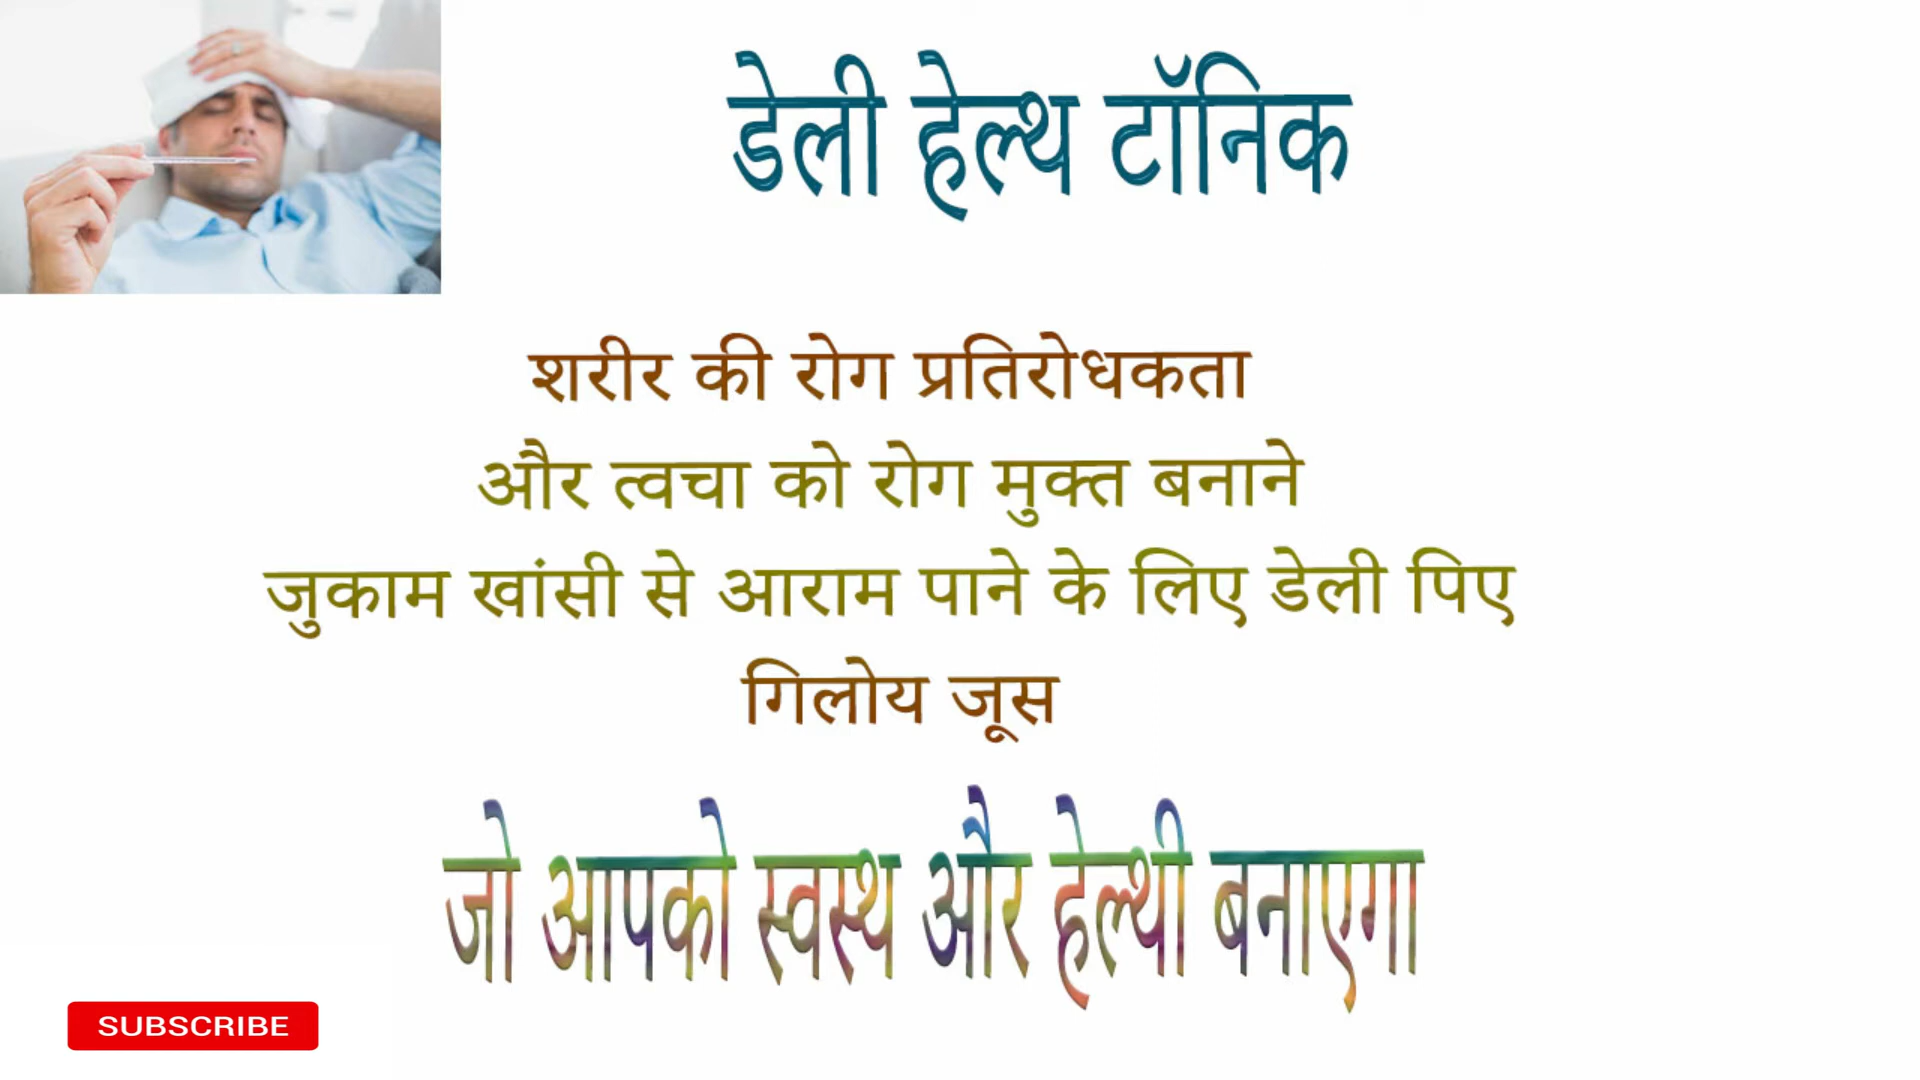 डेली हेल्थ टॉनिक
शरीर की रोग प्रतिरोधकता
और त्वचा को रोग मुक्त बनाने
जुकाम खांसी से आराम पाने के लिए डेली पिए
गिलोय जूस
जो आपको स्वस्थ और हेल्थी बनाएगा
SUBSCRIBE